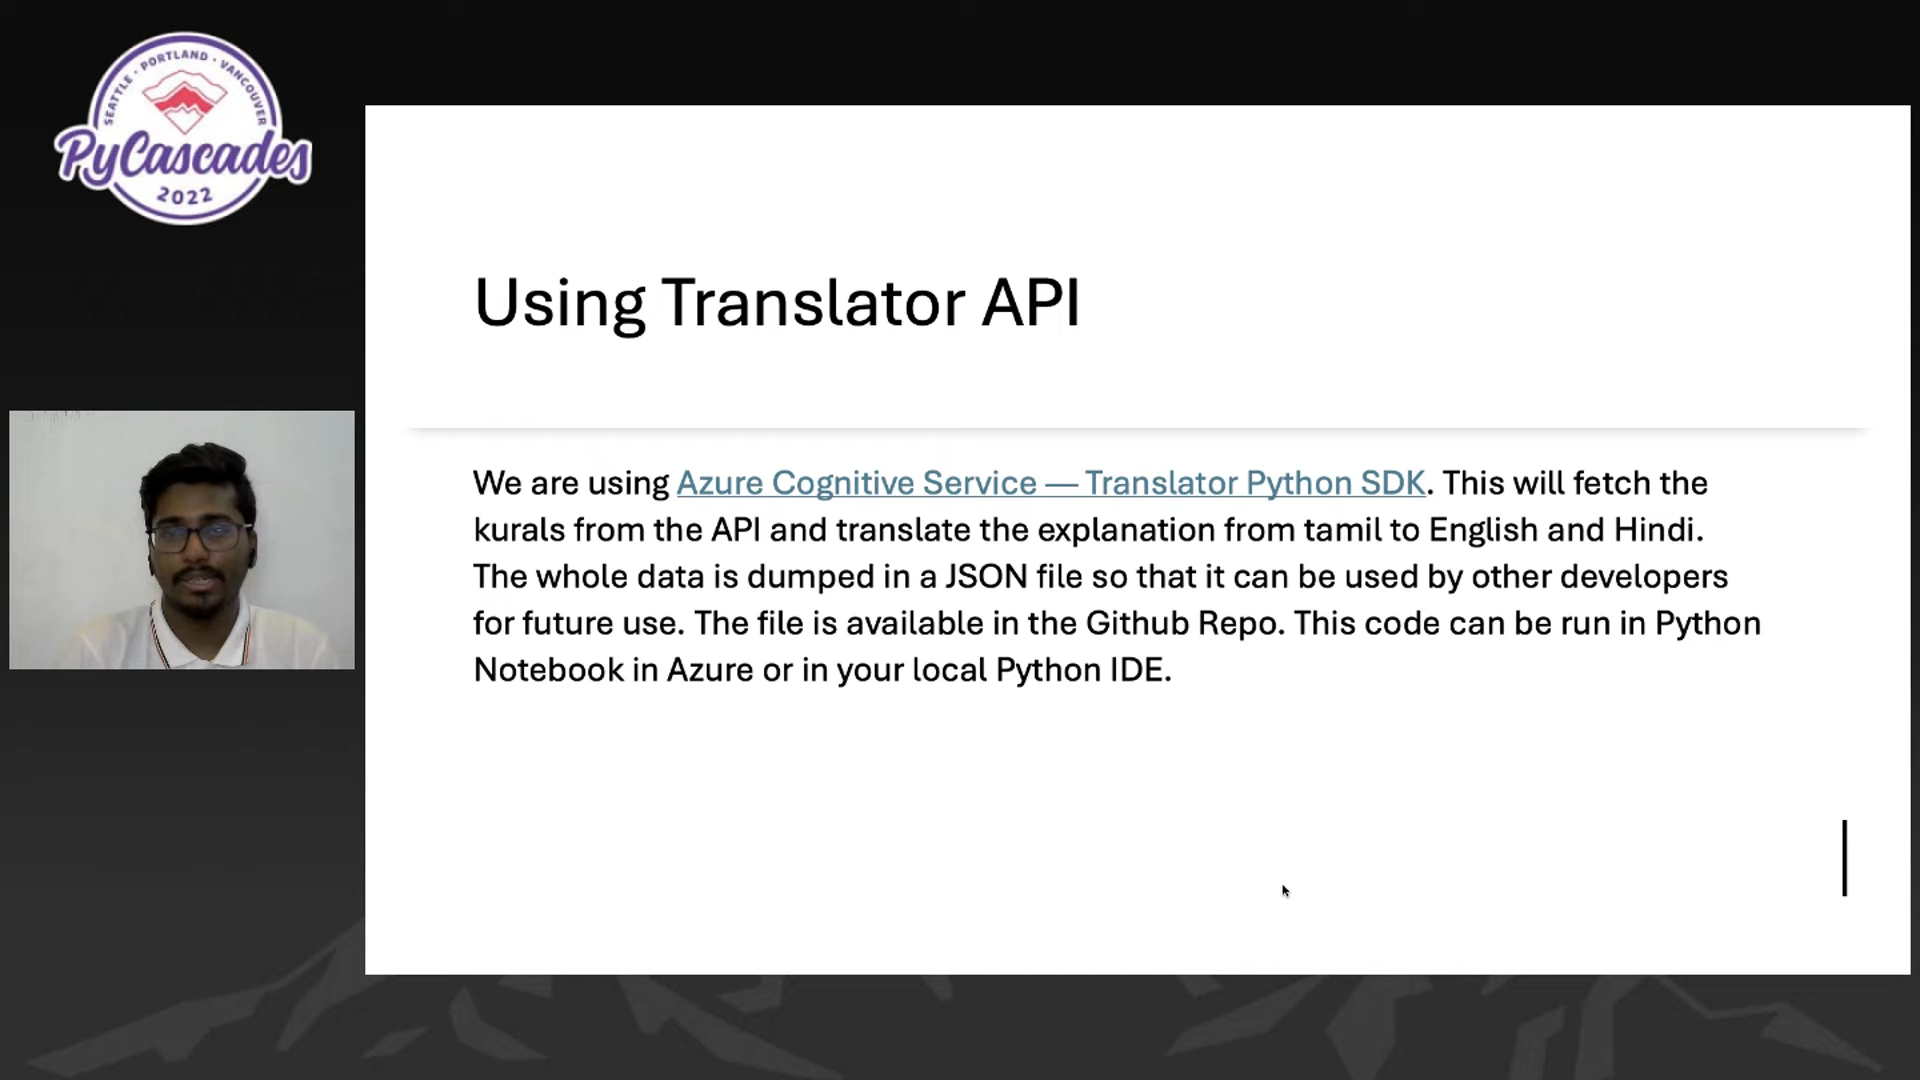 SEATTLE · PORTLAND · VANCOUVER
PyCascades
2022
Using Translator API
We are using Azure Cognitive Service — Translator Python SDK. This will fetch the
kurals from the API and translate the explanation from tamil to English and Hindi.
The whole data is dumped in a JSON file so that it can be used by other developers
for future use. The file is available in the Github Repo. This code can be run in Python
Notebook in Azure or in your local Python IDE.